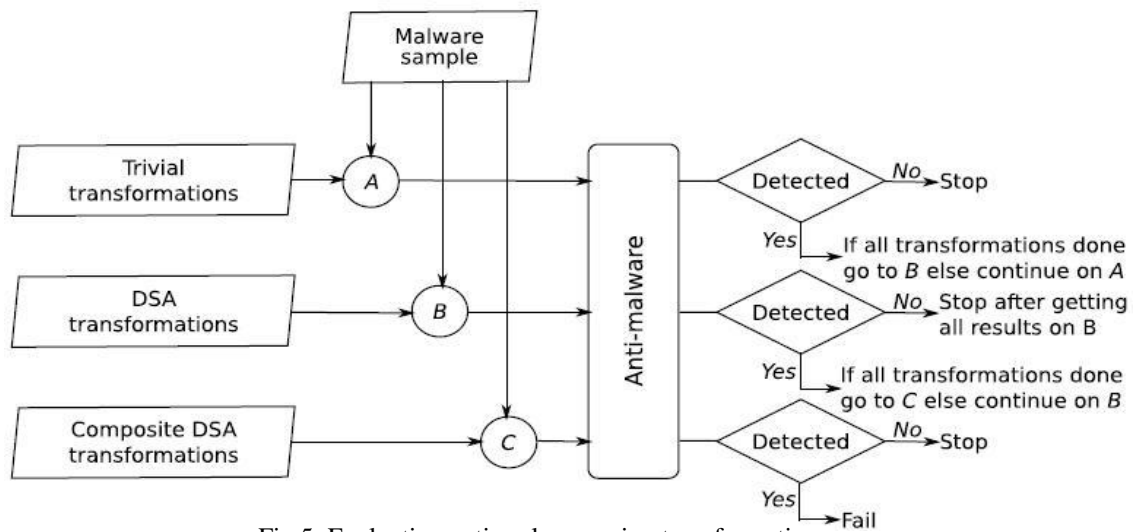 Malware
sample
Trivial
transformations
A
Detected
No
Stop
Yes
If all transformations done
go to B else continue on A
Anti-malware
DSA
transformations
B
Detected
No
Stop after getting
all results on B
Yes
If all transformations done
go to C else continue on B
Composite DSA
transformations
C
Detected
No
Stop
Yes
Fail